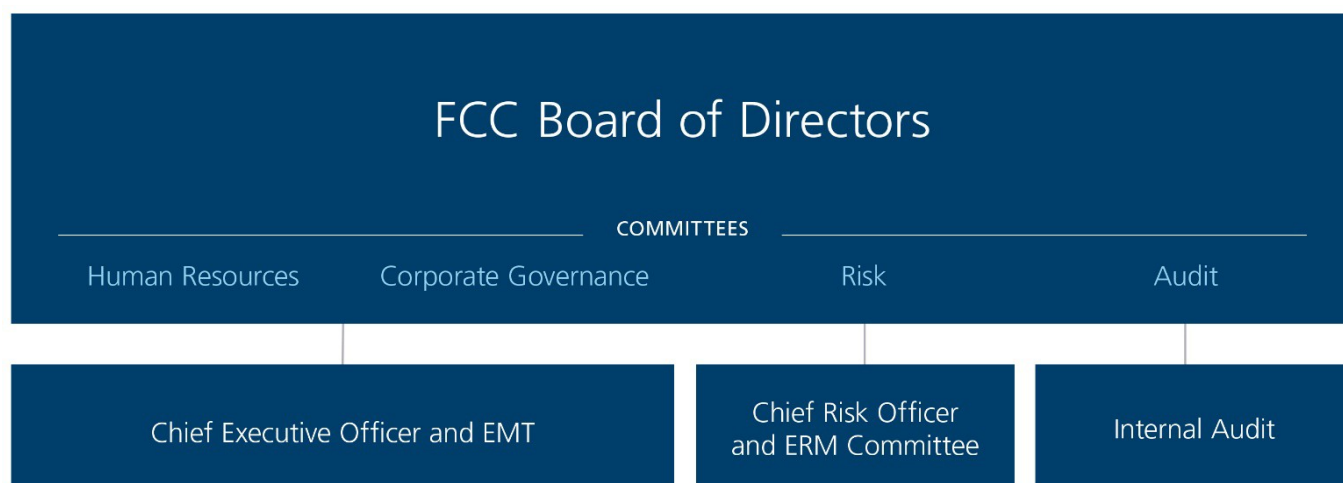 FCC Board of Directors
COMMITTEES
Human Resources
Corporate Governance
Risk
Audit
Chief Executive Officer and EMT
Chief Risk Officer
and ERM Committee
Internal Audit